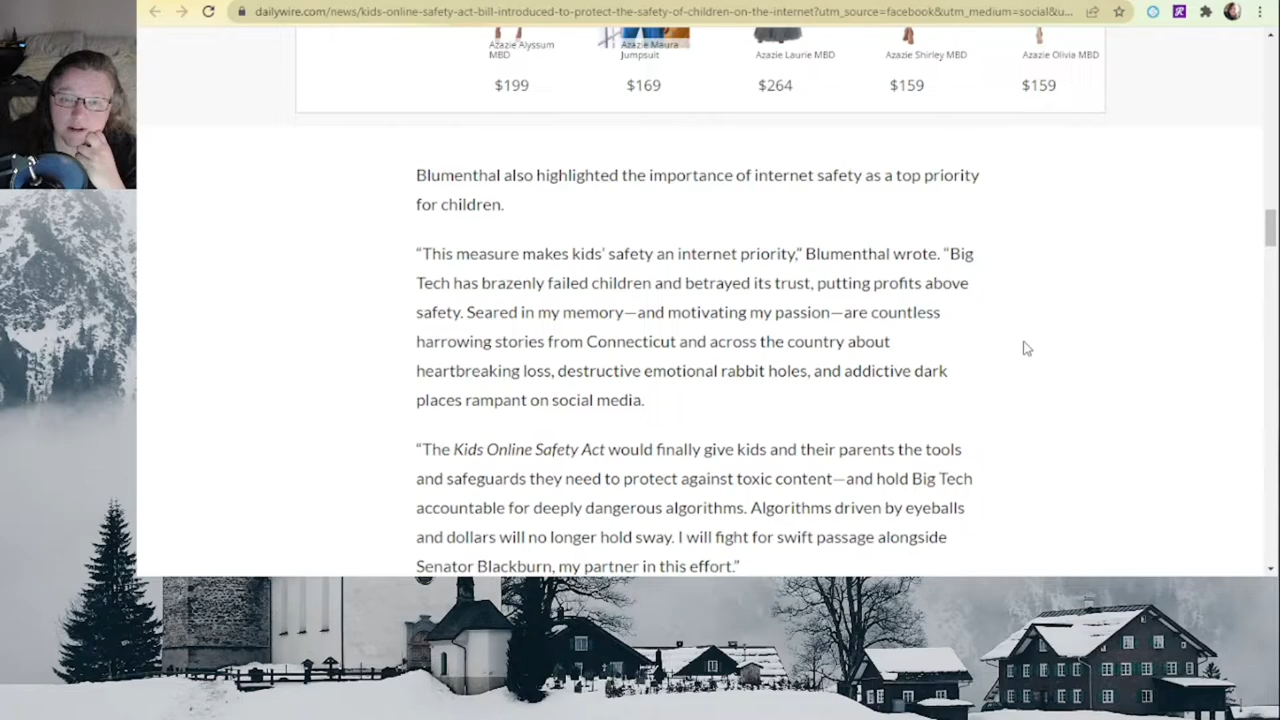 dailywire.com/news/kids-online-safety-act-bill-introduced-to-protect-the-safety-of-children-on-the-internet?utm_source=facebook&utm_medium=social&u...
Azazie Alyssum
MBD
Azazie Maura
Jumpsuit
Azazie Laurie MBD
Azazie Shirley MBD
Azazie Olivia MBD
$199
$169
$264
$159
$159
Blumenthal also highlighted the importance of internet safety as a top priority
for children.
“This measure makes kids’ safety an internet priority,” Blumenthal wrote. “Big
Tech has brazenly failed children and betrayed its trust, putting profits above
safety. Seared in my memory—and motivating my passion—are countless
harrowing stories from Connecticut and across the country about
heartbreaking loss, destructive emotional rabbit holes, and addictive dark
places rampant on social media.
“The Kids Online Safety Act would finally give kids and their parents the tools
and safeguards they need to protect against toxic content—and hold Big Tech
accountable for deeply dangerous algorithms. Algorithms driven by eyeballs
and dollars will no longer hold sway. I will fight for swift passage alongside
Senator Blackburn, my partner in this effort.”